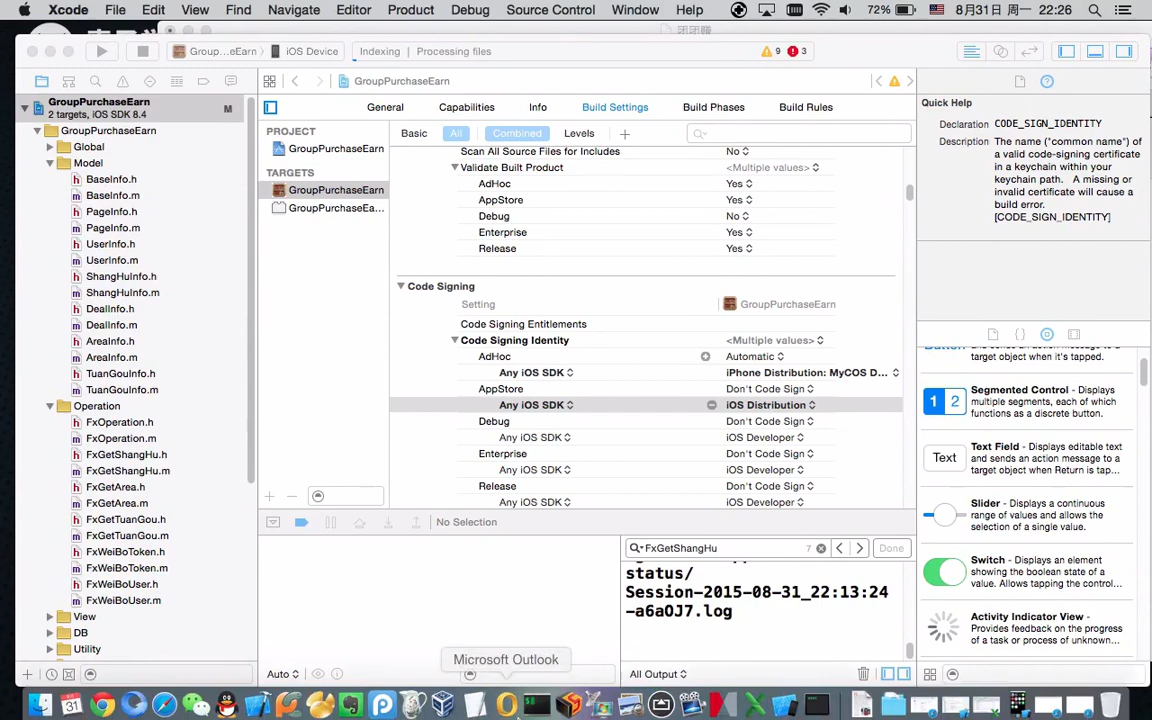 Xcode File Edit View Find Navigate Editor Product Debug Source Control Window Help 72% 8月31日 周一 22:26
Group...eEarn iOS Device Indexing Processing files 9 3
GroupPurchaseEarn M
2 targets, iOS SDK 8.4
GroupPurchaseEarn
Global
Model
BaseInfo.h
BaseInfo.m
PageInfo.h
PageInfo.m
UserInfo.h
UserInfo.m
ShangHuInfo.h
ShangHuInfo.m
DealInfo.h
DealInfo.m
AreaInfo.h
AreaInfo.m
TuanGouInfo.h
TuanGouInfo.m
Operation
FxOperation.h
FxOperation.m
FxGetShangHu.h
FxGetShangHu.m
FxGetArea.h
FxGetArea.m
FxGetTuanGou.h
FxGetTuanGou.m
FxWeiBoToken.h
FxWeiBoToken.m
FxWeiBoUser.h
FxWeiBoUser.m
View
DB
Utility
GroupPurchaseEarn
General Capabilities Info Build Settings Build Phases Build Rules
PROJECT
GroupPurchaseEarn
TARGETS
GroupPurchaseEarn
GroupPurchaseEa...
Basic All Combined Levels
Scan All Source Files for Includes No
Validate Built Product <Multiple values>
AdHoc Yes
AppStore Yes
Debug No
Enterprise Yes
Release Yes
Code Signing
Setting GroupPurchaseEarn
Code Signing Entitlements
Code Signing Identity <Multiple values>
AdHoc Automatic
Any iOS SDK iPhone Distribution: MyCOS D...
AppStore Don't Code Sign
Any iOS SDK iOS Distribution
Debug Don't Code Sign
Any iOS SDK iOS Developer
Enterprise Don't Code Sign
Any iOS SDK iOS Developer
Release Don't Code Sign
Any iOS SDK iOS Developer
No Selection
FxGetShangHu 7 Done
status/
Session-2015-08-31_22:13:24
-a6aOJ7.log
Auto
All Output
Microsoft Outlook
Quick Help
Declaration CODE_SIGN_IDENTITY
Description The name ("common name") of
a valid code-signing certificate
in a keychain within your
keychain path. A missing or
invalid certificate will cause a
build error.
[CODE_SIGN_IDENTITY]
target object when it's tapped.
1 2
Segmented Control - Displays
multiple segments, each of which
functions as a discrete button.
Text
Text Field - Displays editable text
and sends an action message to a
target object when Return is tap...
Slider - Displays a continuous
range of values and allows the
selection of a single value.
Switch - Displays an element
showing the boolean state of a
value. Allows tapping the control...
Activity Indicator View -
Provides feedback on the progress
of a task or process of unknown...